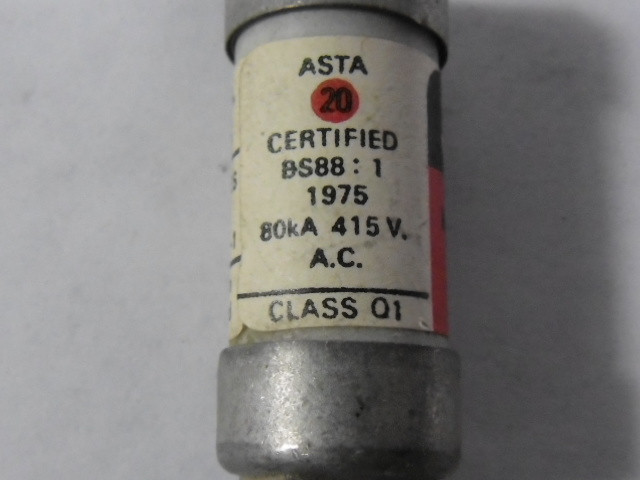 ASTA
20
CERTIFIED
BS88: 1
1975
80kA 415 V.
A.C.
CLASS Q1